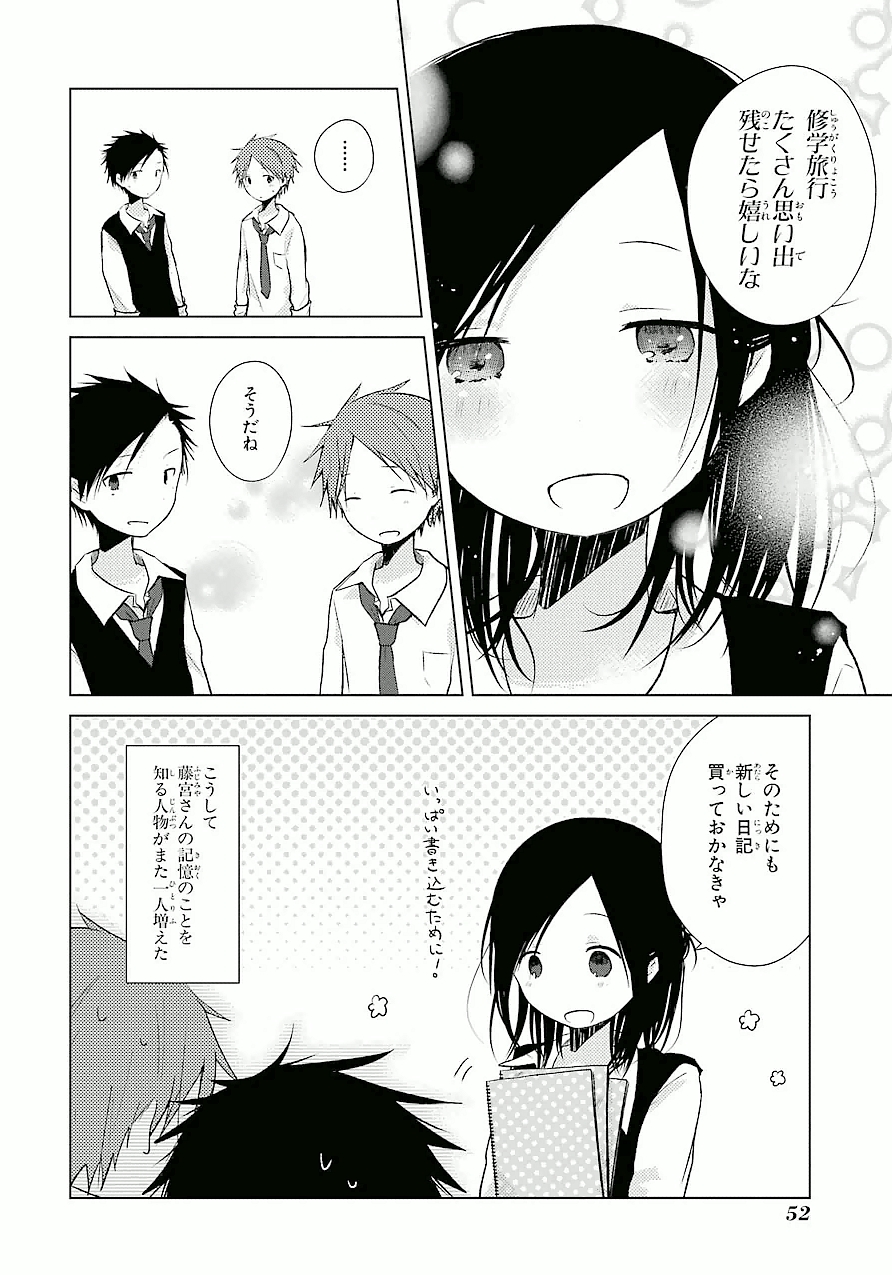 修学旅行
たくさん思い出
残せたら嬉しいな
……
そうだね
そのためにも
新しい日記
買っておかなきゃ
いっぱい書き込むために!。
こうして
藤宮さんの記憶のことを
知る人物がまた一人増えた
52